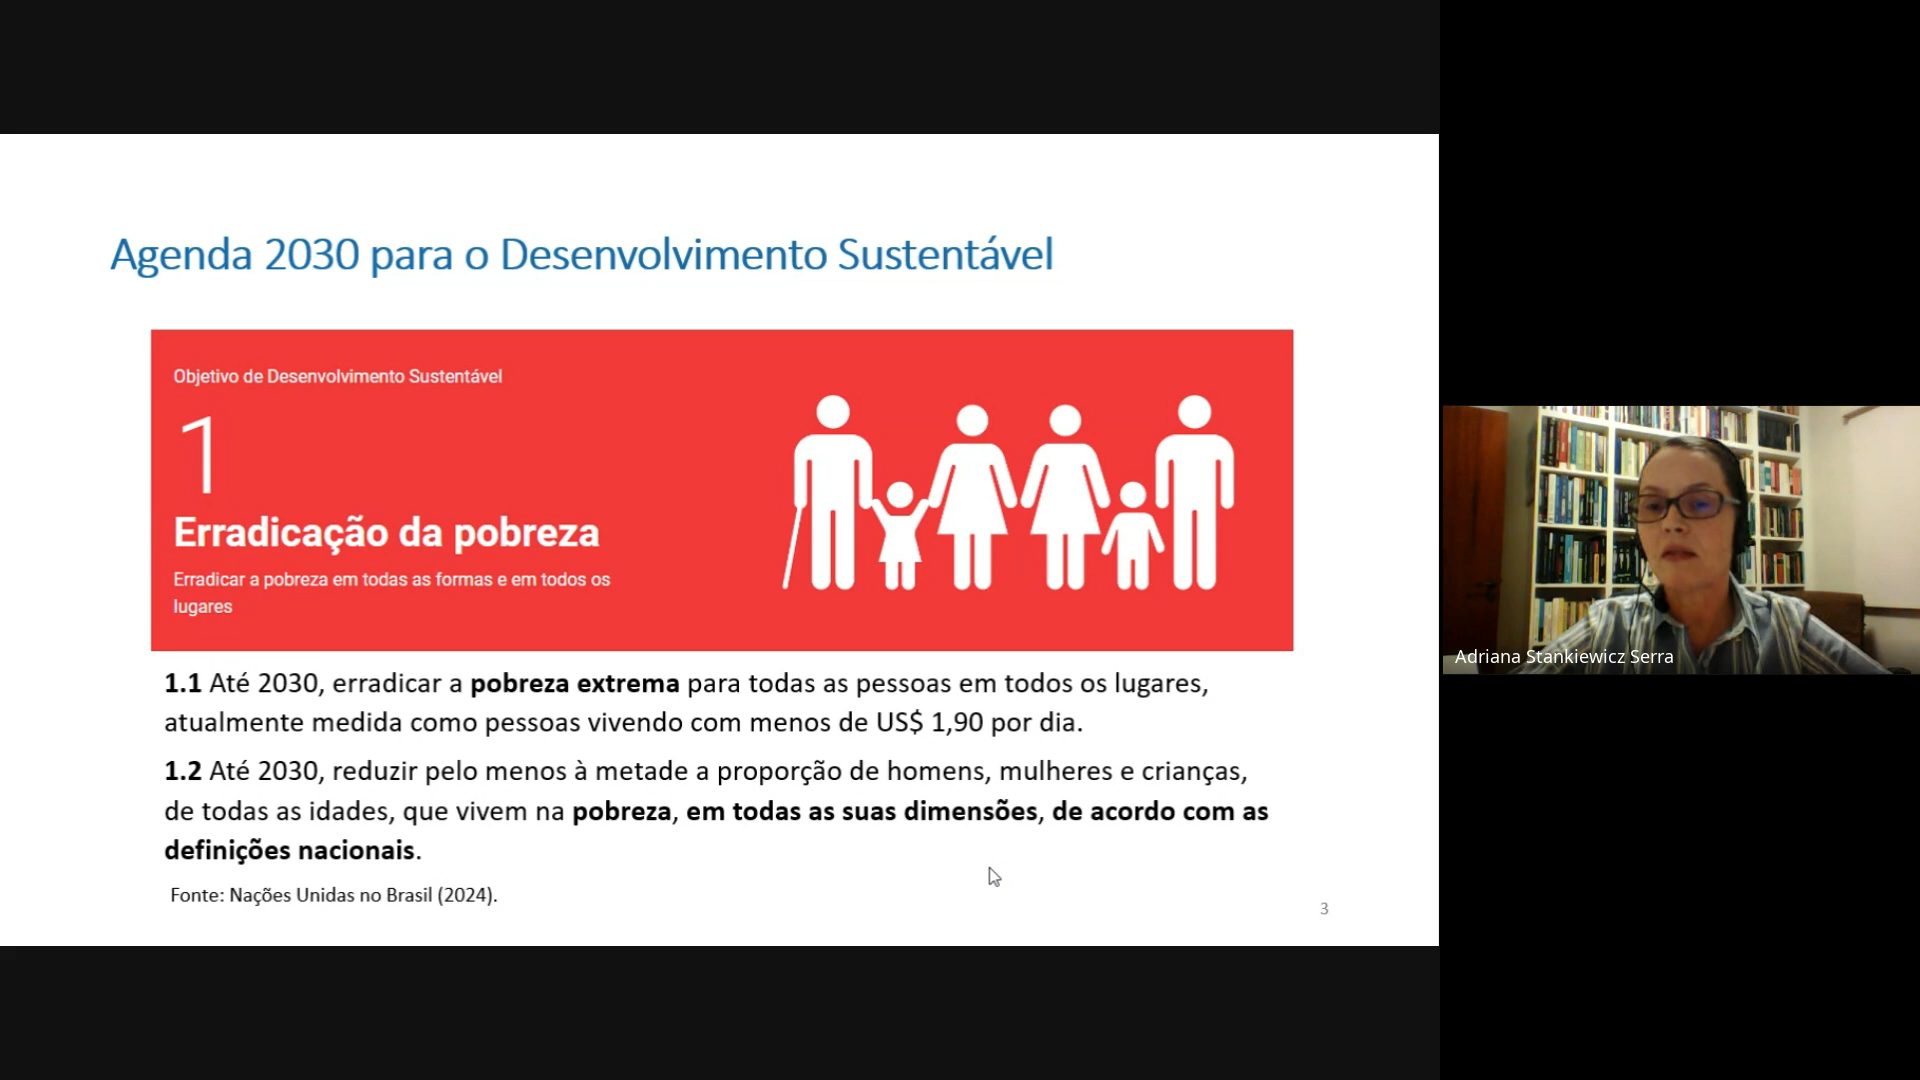 Agenda 2030 para o Desenvolvimento Sustentável
Objetivo de Desenvolvimento Sustentável
1
Erradicação da pobreza
Erradicar a pobreza em todas as formas e em todos os
lugares
1.1 Até 2030, erradicar a pobreza extrema para todas as pessoas em todos os lugares,
atualmente medida como pessoas vivendo com menos de US$ 1,90 por dia.
1.2 Até 2030, reduzir pelo menos à metade a proporção de homens, mulheres e crianças,
de todas as idades, que vivem na pobreza, em todas as suas dimensões, de acordo com as
definições nacionais.
Fonte: Nações Unidas no Brasil (2024).
3
Adriana Stankiewicz Serra